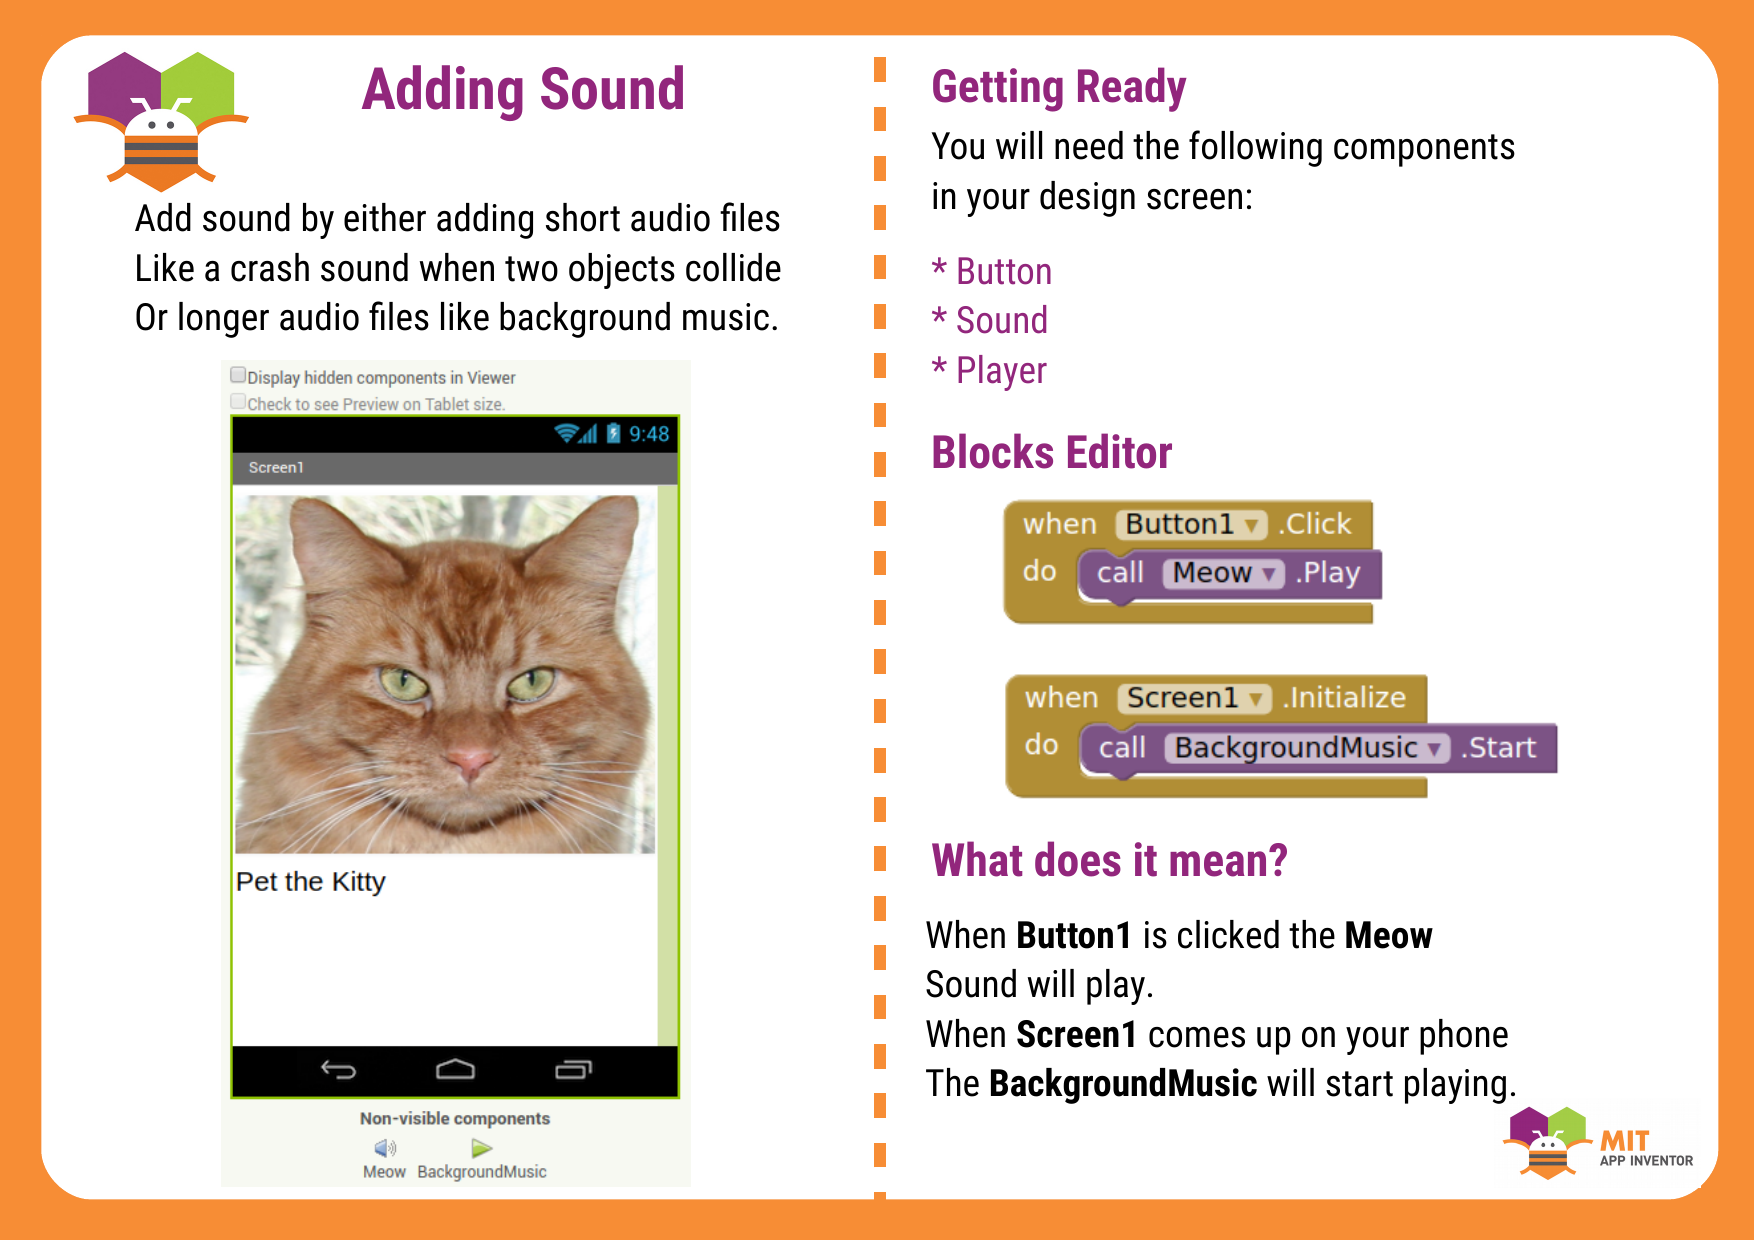 Adding Sound
Add sound by either adding short audio files
Like a crash sound when two objects collide
Or longer audio files like background music.
Display hidden components in Viewer
Check to see Preview on Tablet size.
9:48
Screen1
Pet the Kitty
Non-visible components
Meow BackgroundMusic
Getting Ready
You will need the following components
in your design screen:
* Button
* Sound
* Player
Blocks Editor
when Button1 .Click
do call Meow .Play
when Screen1 .Initialize
do call BackgroundMusic .Start
What does it mean?
When Button1 is clicked the Meow
Sound will play.
When Screen1 comes up on your phone
The BackgroundMusic will start playing.
MIT
APP INVENTOR